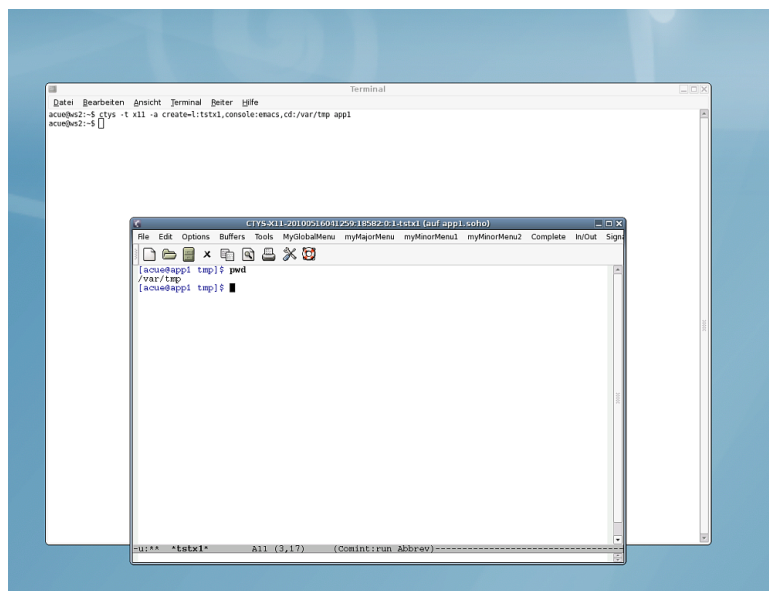 Terminal
Datei Bearbeiten Ansicht Terminal Reiter Hilfe
acue@ws2:~$ ctys -t x11 -a create=l:tstx1,console:emacs,cd:/var/tmp app1
acue@ws2:~$
CTYS-X11-20100516041259:18582:0:1-tstx1 (auf app1.soho)
File Edit Options Buffers Tools MyGlobalMenu myMajorMenu myMinorMenu1 myMinorMenu2 Complete In/Out Signa
[acue@app1 tmp]$ pwd
/var/tmp
[acue@app1 tmp]$
-u:** *tstx1* All (3,17) (Comint:run Abbrev)--------------------------------